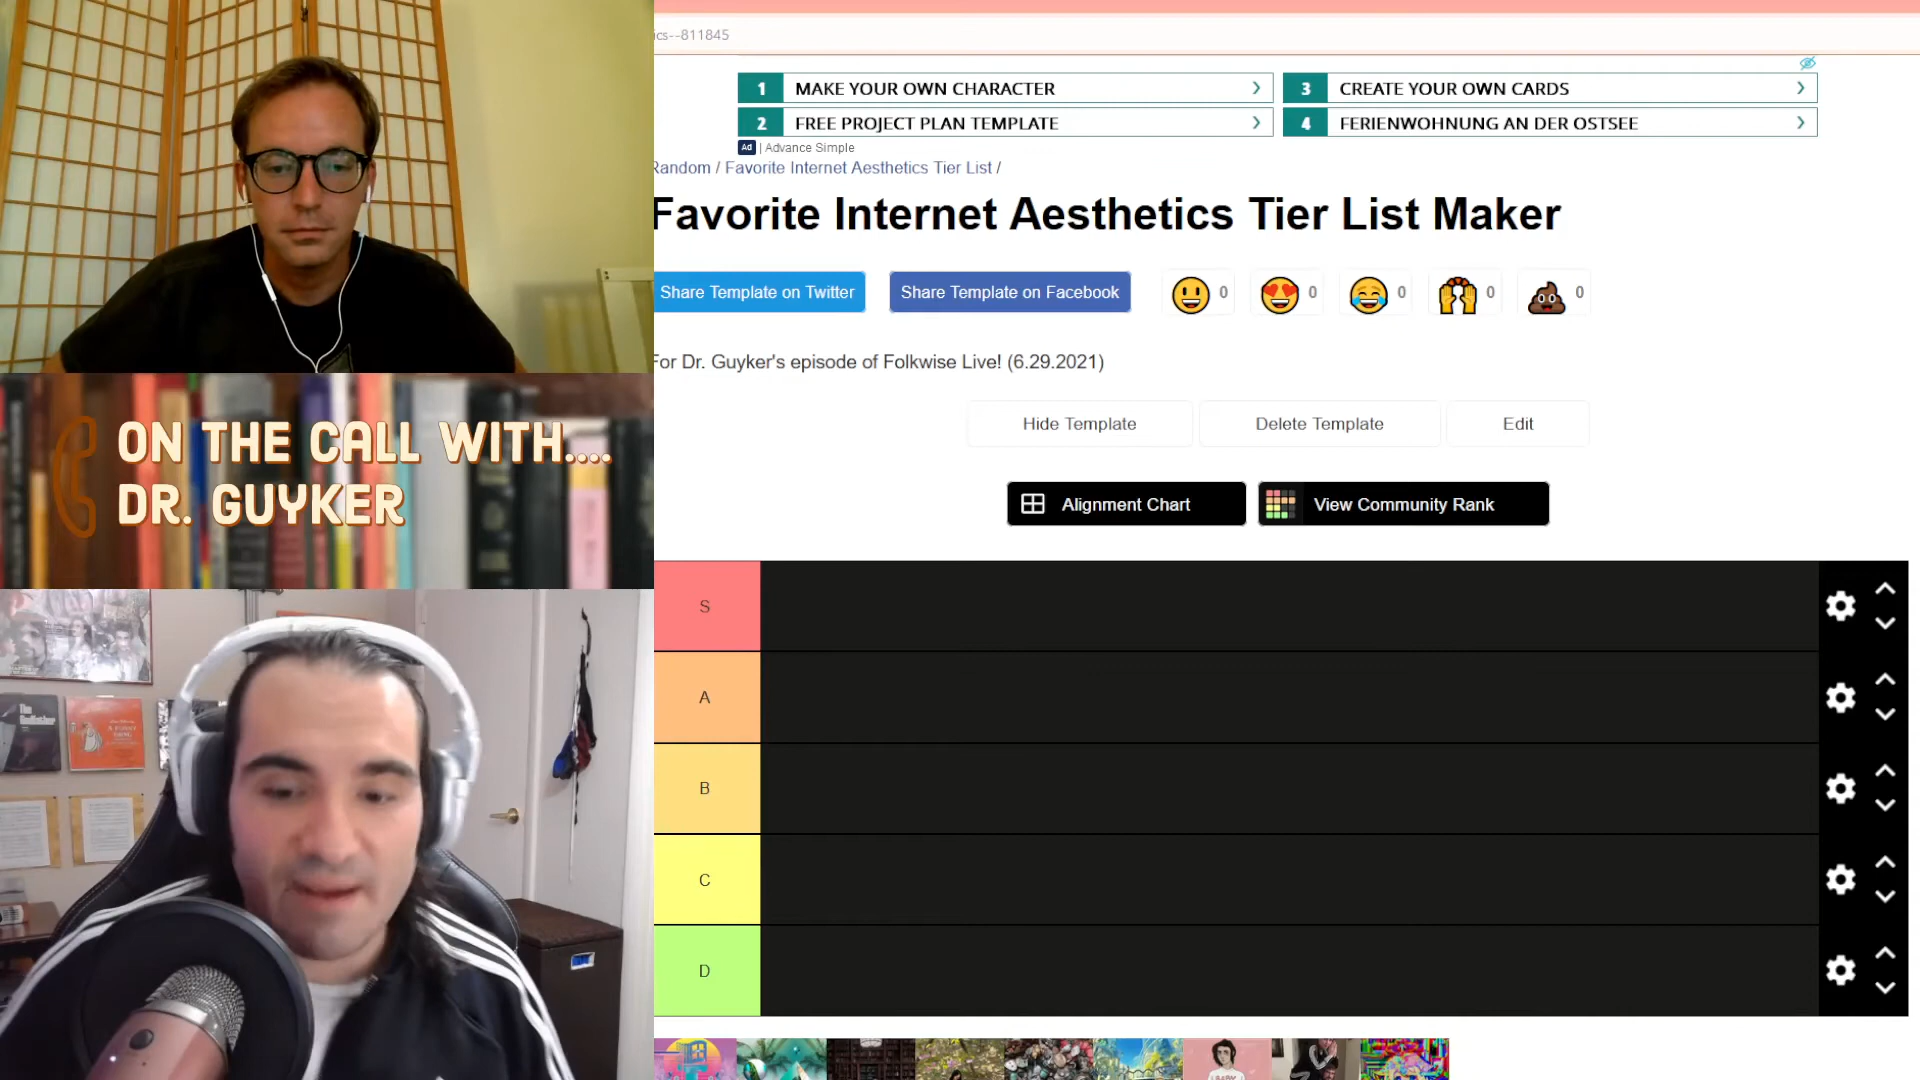 ics--811845
1 MAKE YOUR OWN CHARACTER
2 FREE PROJECT PLAN TEMPLATE
3 CREATE YOUR OWN CARDS
4 FERIENWOHNUNG AN DER OSTSEE
Ad | Advance Simple
Random / Favorite Internet Aesthetics Tier List /
Favorite Internet Aesthetics Tier List Maker
Share Template on Twitter
Share Template on Facebook
0
0
0
0
0
For Dr. Guyker's episode of Folkwise Live! (6.29.2021)
Hide Template
Delete Template
Edit
Alignment Chart
View Community Rank
S
A
B
C
D
ON THE CALL WITH....
DR. GUYKER
The
Godfather